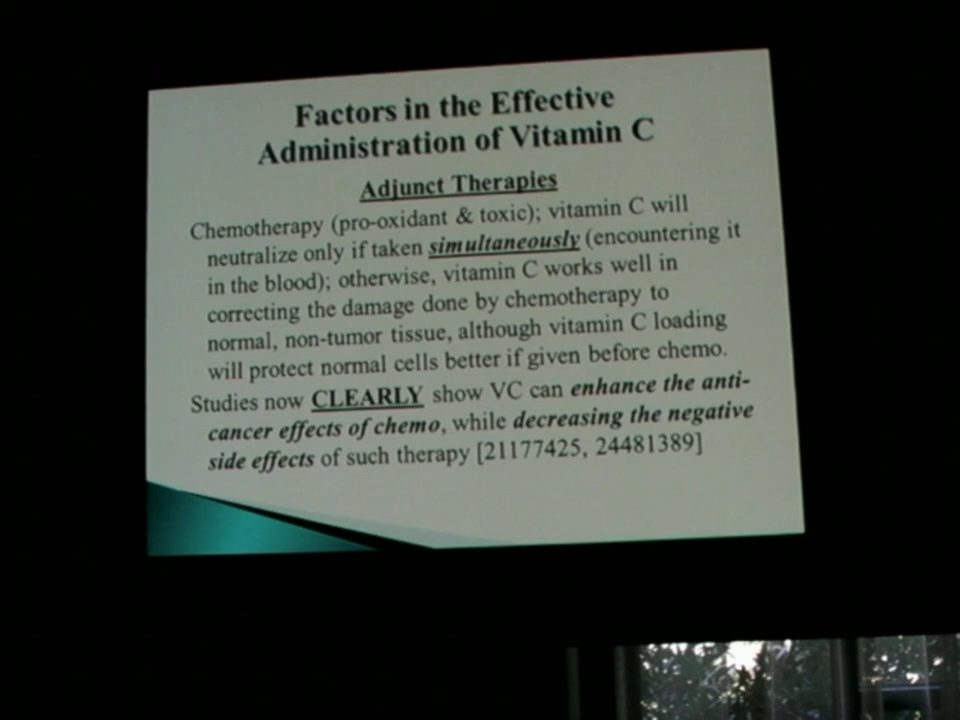 Factors in the Effective
Administration of Vitamin C
Adjunct Therapies
Chemotherapy (pro-oxidant & toxic); vitamin C will
neutralize only if taken simultaneously (encountering it
in the blood); otherwise, vitamin C works well in
correcting the damage done by chemotherapy to
normal, non-tumor tissue, although vitamin C loading
will protect normal cells better if given before chemo.
Studies now CLEARLY show VC can enhance the anti-
cancer effects of chemo, while decreasing the negative
side effects of such therapy [21177425, 24481389]